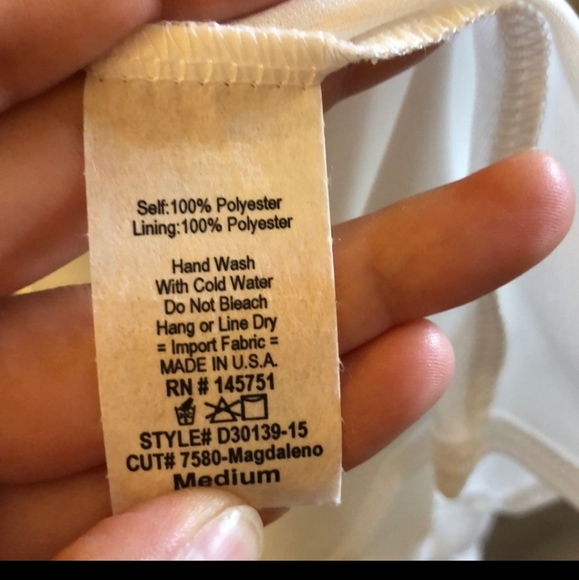 Self:100% Polyester
Lining:100% Polyester
Hand Wash
With Cold Water
Do Not Bleach
Hang or Line Dry
= Import Fabric =
MADE IN U.S.A.
RN # 145751
STYLE# D30139-15
CUT# 7580-Magdaleno
Medium